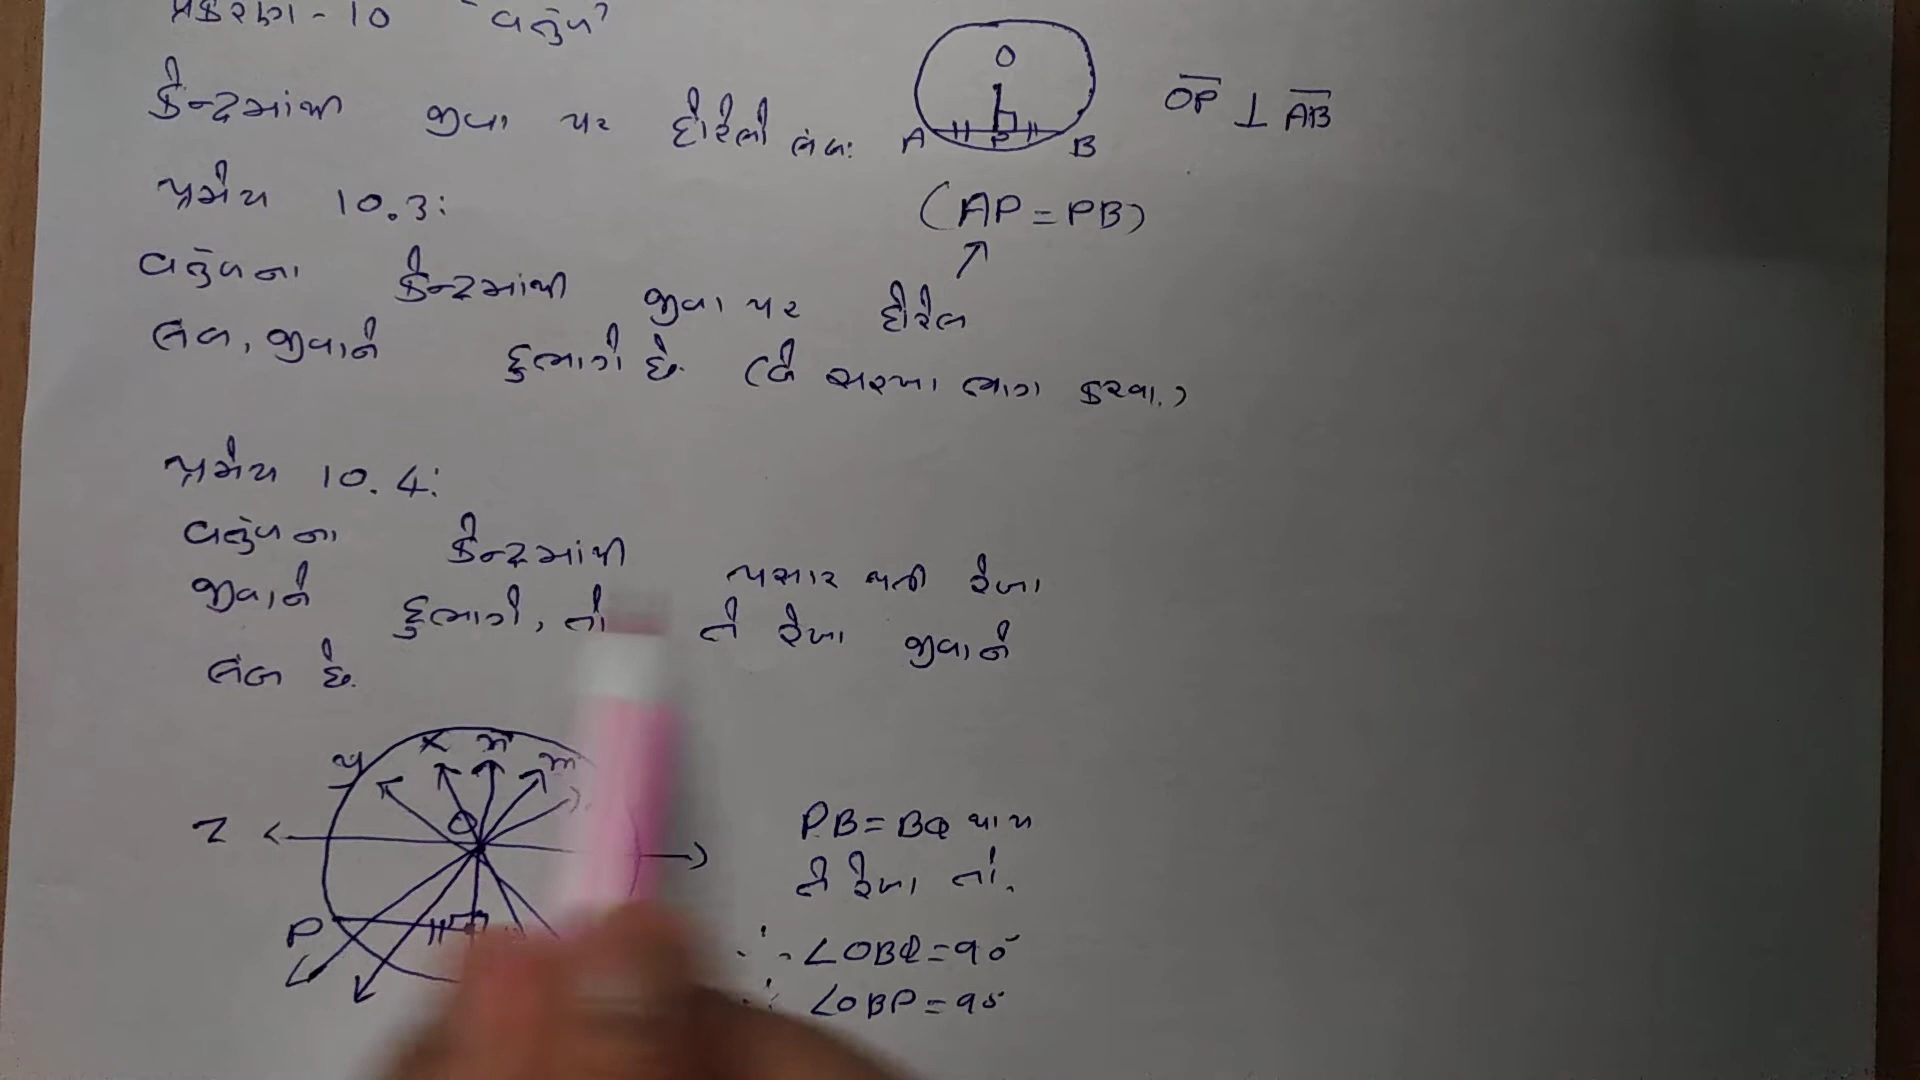 પ્રકરણ - 10 "વર્તુળ"
કેન્દ્રમાંથી જીવા પર દોરેલો લંબ:
O
A P B
OP ⊥ AB
પ્રમેય 10.3:
(AP = PB)
વર્તુળના કેન્દ્રમાંથી જીવા પર દોરેલ
લંબ, જીવાને દુભાગે છે. (બે સરખા ભાગ કરવા.)
પ્રમેય 10.4:
વર્તુળના કેન્દ્રમાંથી પસાર થતી રેખા
જીવાને દુભાગે, તો તે રેખા જીવાને
લંબ છે.
y x n m
Z O
P
PB = BQ થાય
તે રેખા તો.
∴ ∠OBQ = 90°
∴ ∠OBP = 90°